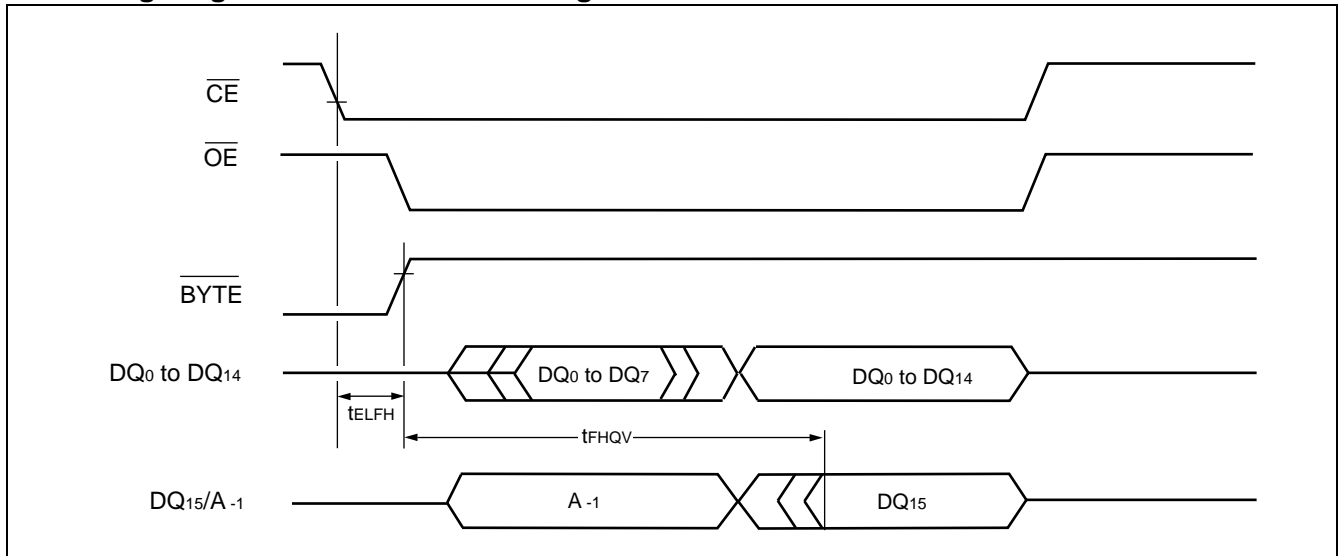 CE
OE
BYTE
DQ0 to DQ14
DQ0 to DQ7
DQ0 to DQ14
tELFH
tFHQV
DQ15/A -1
A -1
DQ15